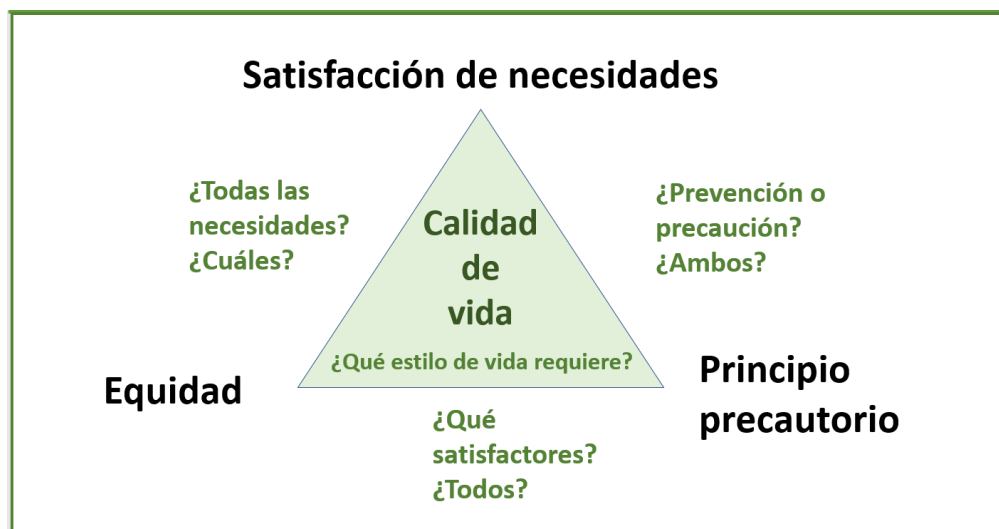 Satisfacción de necesidades
¿Todas las
necesidades?
¿Cuáles?
¿Prevención o
precaución?
¿Ambos?
Calidad
de
vida
¿Qué estilo de vida requiere?
Equidad
Principio
precautorio
¿Qué
satisfactores?
¿Todos?